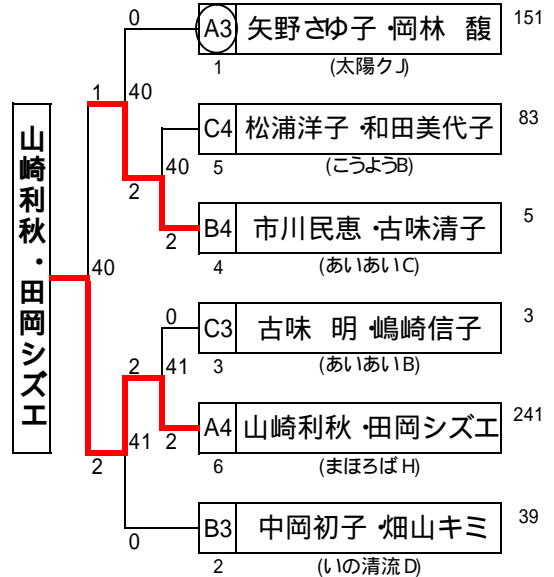 0
A3 矢野さゆ子・岡林 馨 151
1 (太陽クJ)
1 40
C4 松浦洋子・和田美代子 83
40
5 (こうようB)
2
2 B4 市川民恵・古味清子 5
4 (あいあいC)
山崎利秋・田岡シズエ
40
0
C3 古味 明・嶋崎信子 3
2 41
3 (あいあいB)
41 2 A4 山崎利秋・田岡シズエ 241
2
6 (まほろばH)
B3 中岡初子・畑山キミ 39
0
2 (いの清流D)